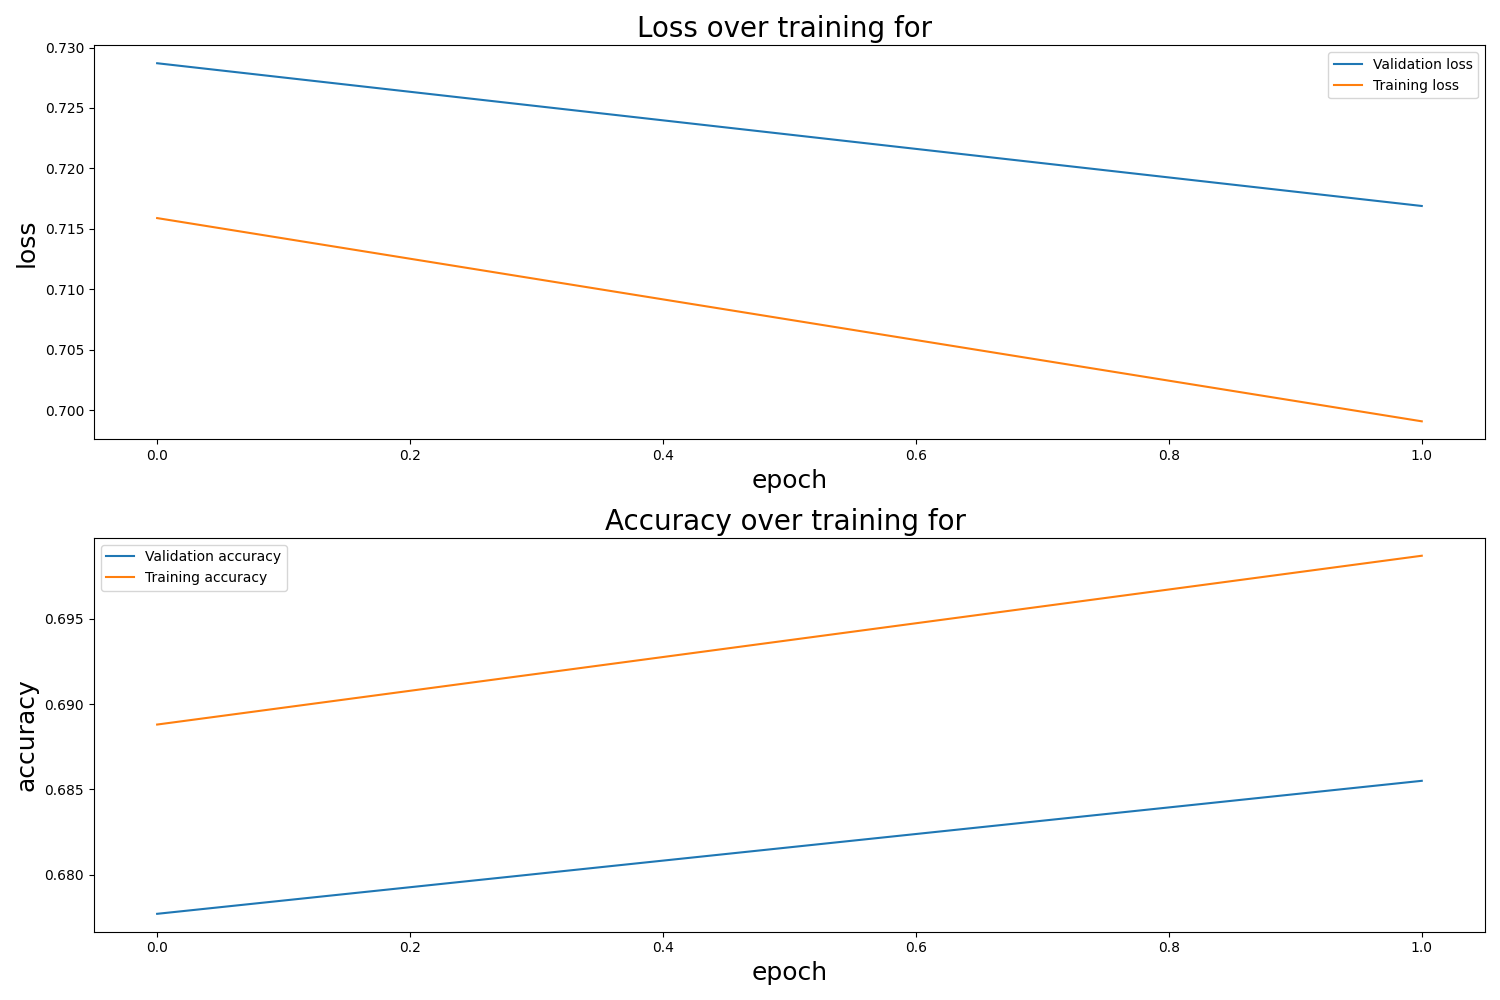 Loss over training for
0.730
0.725
0.720
0.715
0.710
0.705
0.700
loss
Validation loss
Training loss
0.0 0.2 0.4 0.6 0.8 1.0
epoch
Accuracy over training for
Validation accuracy
Training accuracy
0.695
0.690
0.685
0.680
accuracy
0.0 0.2 0.4 0.6 0.8 1.0
epoch